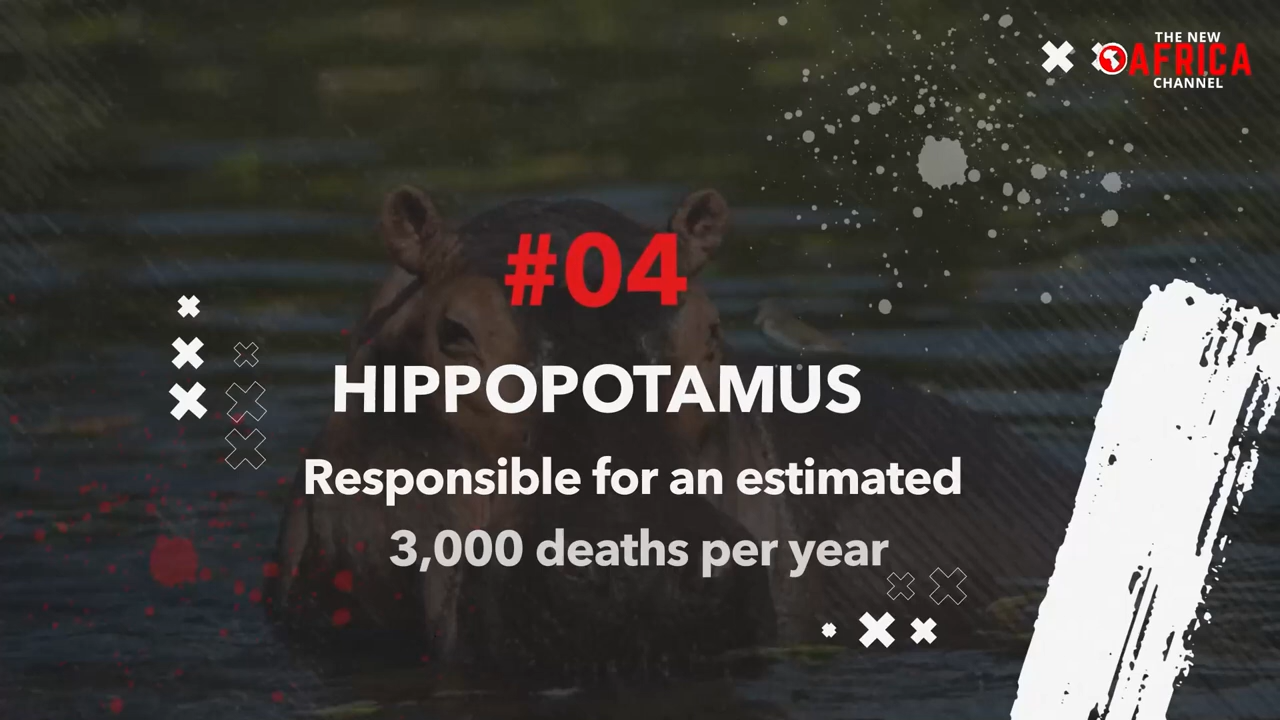 THE NEW
AFRICA
CHANNEL
#04
HIPPOPOTAMUS
Responsible for an estimated
3,000 deaths per year